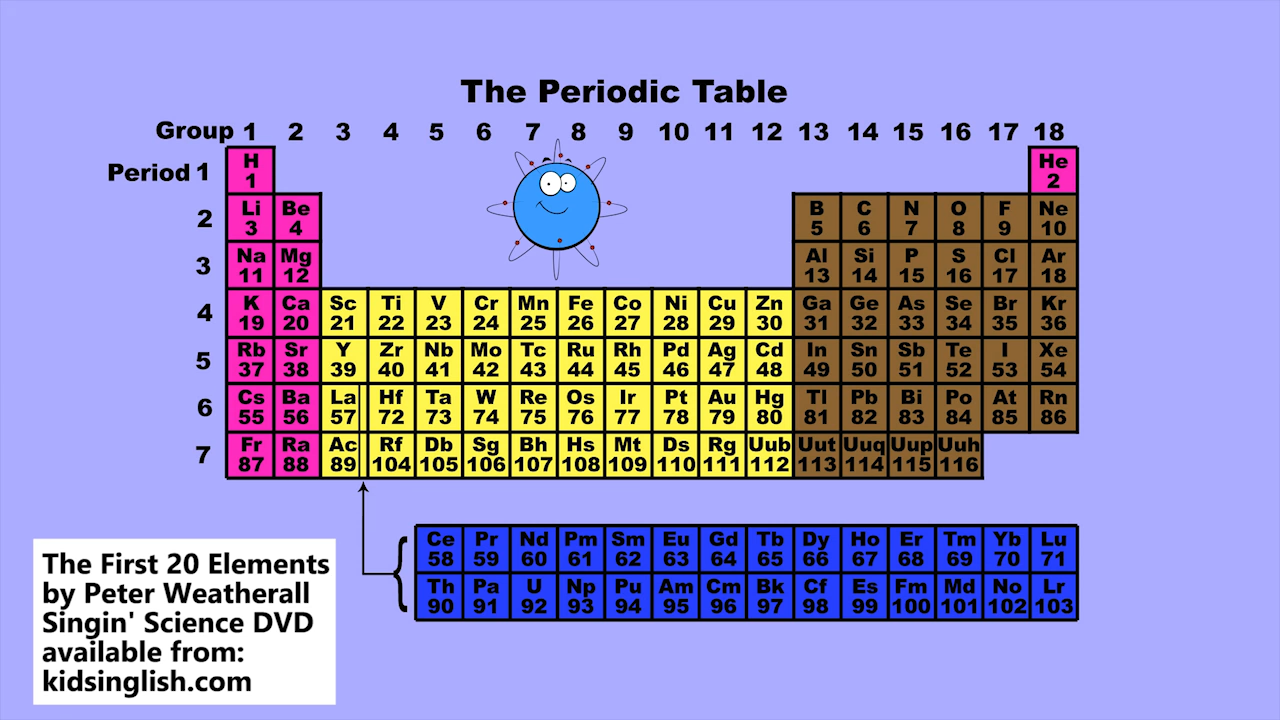 The Periodic Table
Group 1 2 3 4 5 6 7 8 9 10 11 12 13 14 15 16 17 18
H He
Period 1 1 2
Li Be B C N O F Ne
2 3 4 5 6 7 8 9 10
Na Mg Al Si P S Cl Ar
3 11 12 13 14 15 16 17 18
K Ca Sc Ti V Cr Mn Fe Co Ni Cu Zn Ga Ge As Se Br Kr
4 19 20 21 22 23 24 25 26 27 28 29 30 31 32 33 34 35 36
Rb Sr Y Zr Nb Mo Tc Ru Rh Pd Ag Cd In Sn Sb Te I Xe
5 37 38 39 40 41 42 43 44 45 46 47 48 49 50 51 52 53 54
Cs Ba La Hf Ta W Re Os Ir Pt Au Hg Tl Pb Bi Po At Rn
6 55 56 57 72 73 74 75 76 77 78 79 80 81 82 83 84 85 86
Fr Ra Ac Rf Db Sg Bh Hs Mt Ds Rg Uub Uut Uuq Uup Uuh
7 87 88 89 104 105 106 107 108 109 110 111 112 113 114 115 116
Ce Pr Nd Pm Sm Eu Gd Tb Dy Ho Er Tm Yb Lu
58 59 60 61 62 63 64 65 66 67 68 69 70 71
Th Pa U Np Pu Am Cm Bk Cf Es Fm Md No Lr
90 91 92 93 94 95 96 97 98 99 100 101 102 103
The First 20 Elements
by Peter Weatherall
Singin' Science DVD
available from:
kidsinglish.com